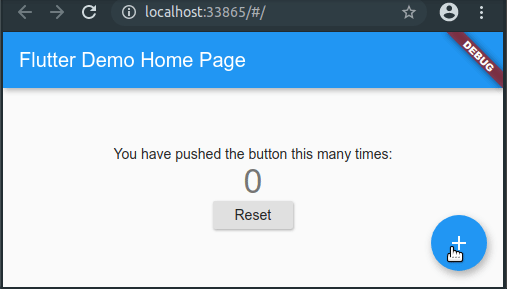 localhost:33865/#/
Flutter Demo Home Page
DEBUG
You have pushed the button this many times:
0
Reset